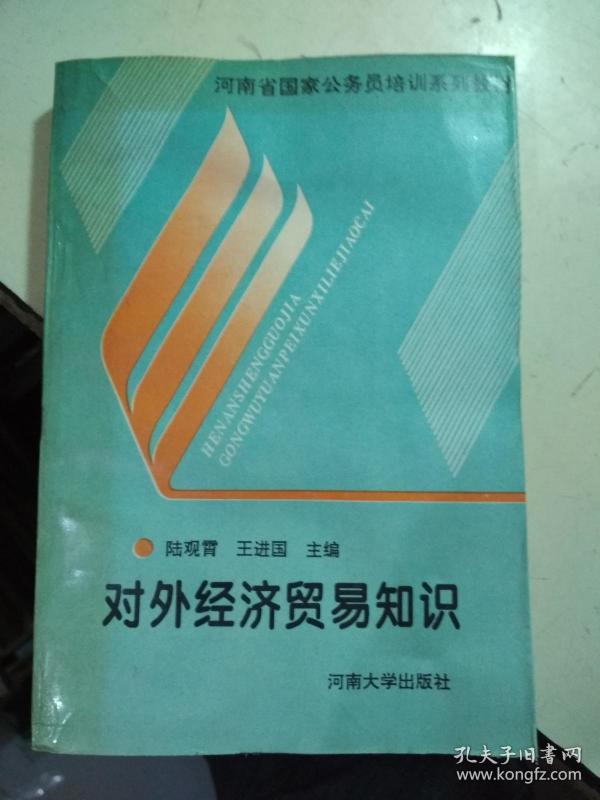 河南省国家公务员培训系列教
HENANSHENGGUOJIA
GONGWUYUANPEIXUNXILIEJIAOCAI
陆观霄 王进国 主编
对外经济贸易知识
河南大学出版社
孔夫子旧书网
www.kongfz.com